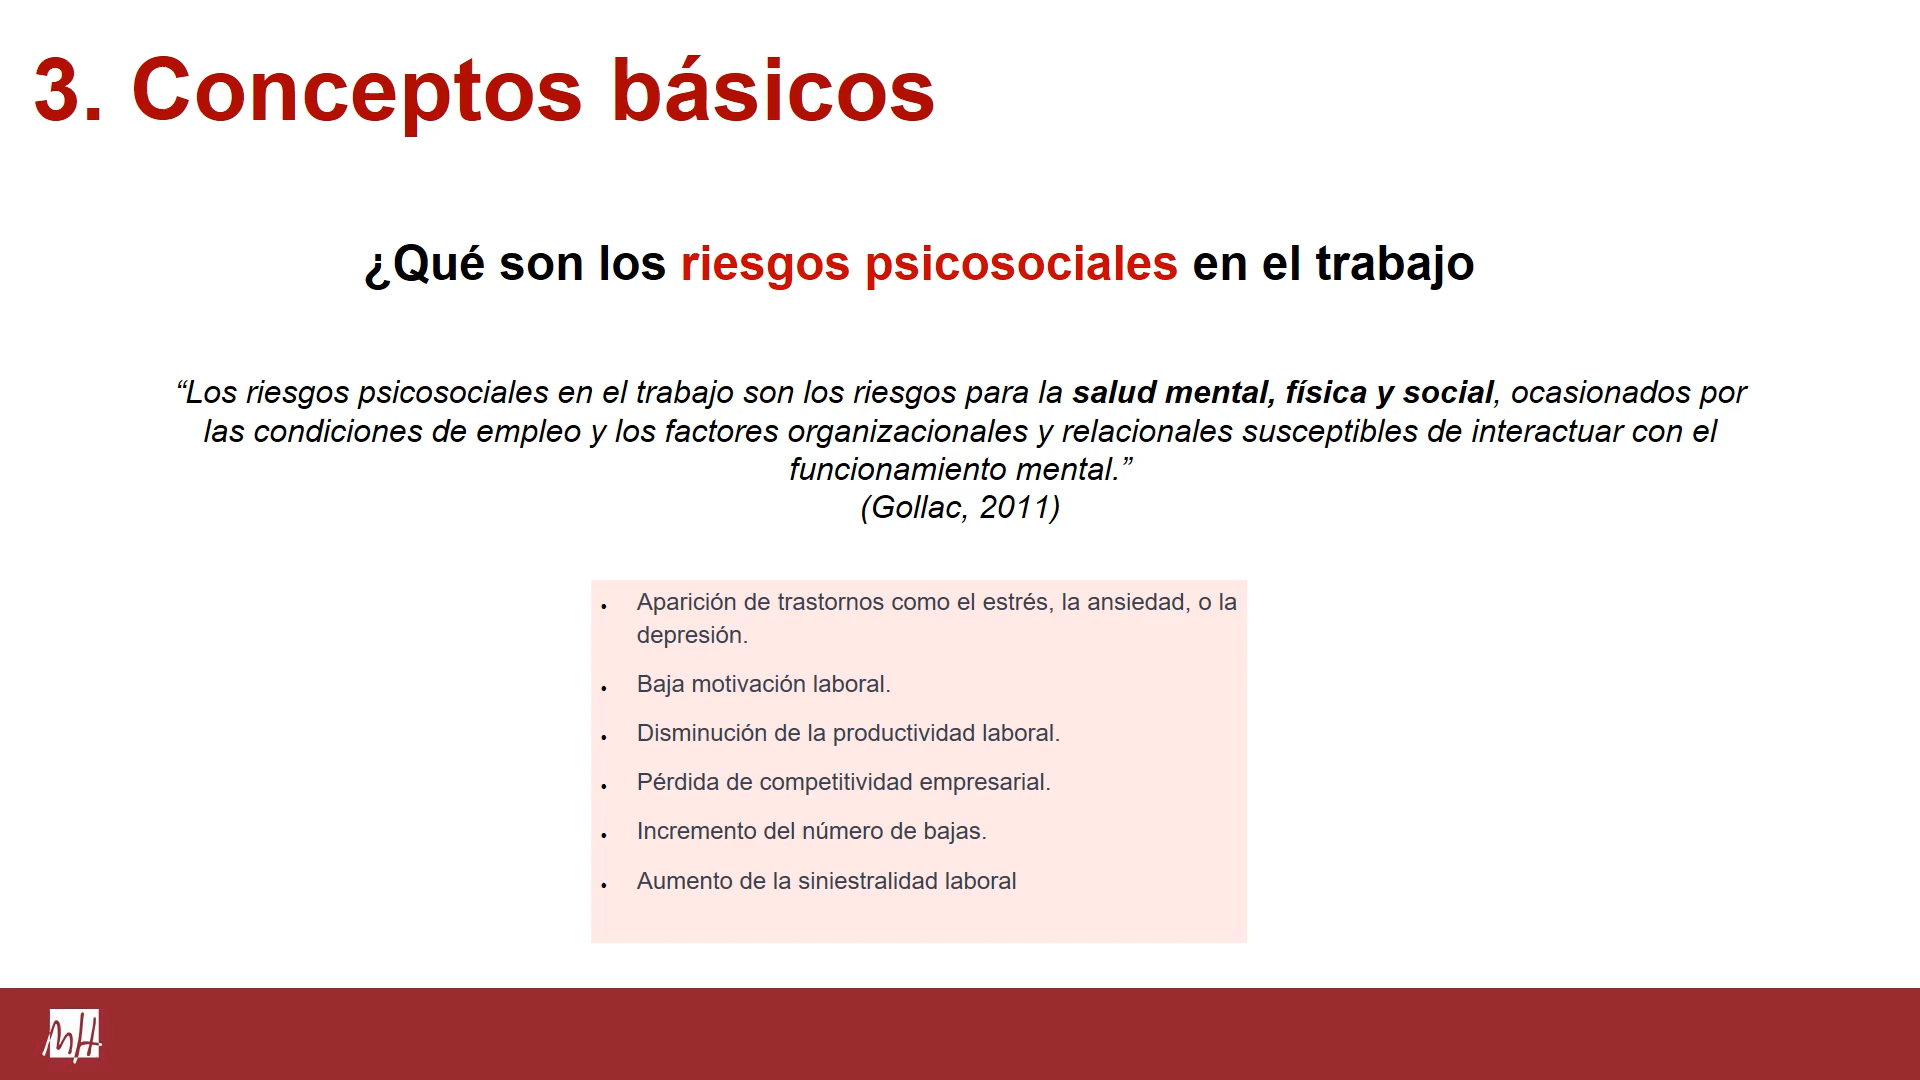 3. Conceptos básicos
¿Qué son los riesgos psicosociales en el trabajo
“Los riesgos psicosociales en el trabajo son los riesgos para la salud mental, física y social, ocasionados por
las condiciones de empleo y los factores organizacionales y relacionales susceptibles de interactuar con el
funcionamiento mental.”
(Gollac, 2011)
• Aparición de trastornos como el estrés, la ansiedad, o la
depresión.
• Baja motivación laboral.
• Disminución de la productividad laboral.
• Pérdida de competitividad empresarial.
• Incremento del número de bajas.
• Aumento de la siniestralidad laboral
MH